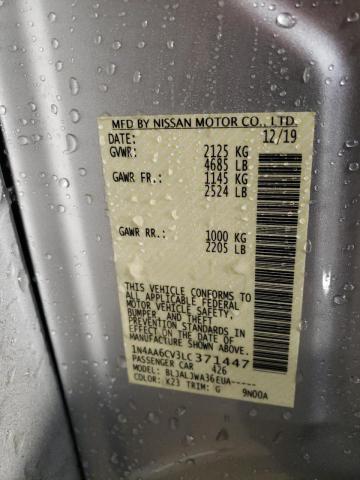 MFD BY NISSAN MOTOR CO., LTD.
DATE: 12/19
GVWR: 2125 KG
4685 LB
GAWR FR.: 1145 KG
2524 LB
GAWR RR.: 1000 KG
2205 LB
THIS VEHICLE CONFORMS TO ALL
APPLICABLE U.S. FEDERAL
MOTOR VEHICLE SAFETY,
BUMPER, AND THEFT
PREVENTION STANDARDS IN
EFFECT ON THE DATE OF
MANUFACTURE SHOWN ABOVE.
1N4AA6CV3LC371447
PASSENGER CAR 426
MODEL: BLJALJWA36EUA-----
COLOR: K23 TRIM: G 9N00A